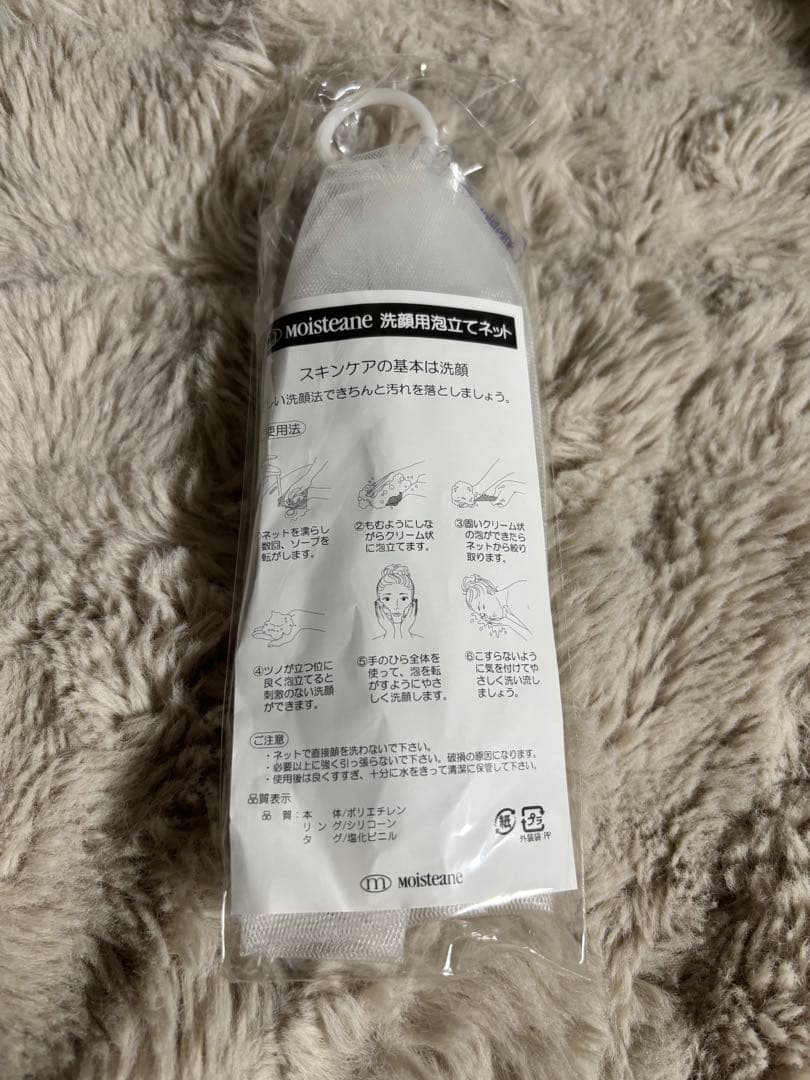 m Moisteane 洗顔用泡立てネット
スキンケアの基本は洗顔
しい洗顔法できちんと汚れを落としましょう。
使用法
ネットを濡らし
数回、ソープを
転がします。
②もむようにしな
がらクリーム状
に泡立てます。
③固いクリーム状
の泡ができたら
ネットから絞り
取ります。
④ツノが立つ位に
良く泡立てると
刺激のない洗顔
ができます。
⑤手のひら全体を
使って、泡を転
がすようにやさ
しく洗顔します。
⑥こすらないよう
に気を付けてや
さしく洗い流し
ましょう。
ご注意
・ネットで直接顔を洗わないで下さい。
・必要以上に強く引っ張らないで下さい。破損の原因になります。
・使用後は良くすすぎ、十分に水をきって清潔に保管して下さい。
品質表示
品 質：本 体/ポリエチレン
リング/シリコーン
タ グ/塩化ビニル
紙 プラ
外装袋 PP
m Moisteane